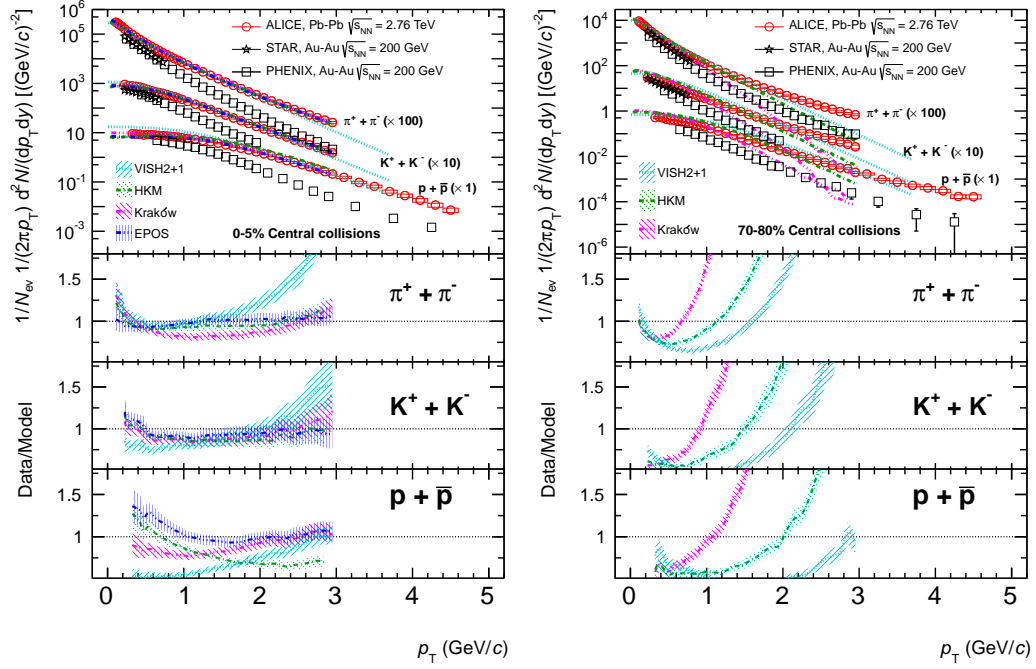 1/N_ev 1/(2πp_T) d²N/(dp_T dy) [(GeV/c)⁻²]
10⁶
10⁵
10³
10
10⁻¹
10⁻³
ALICE, Pb-Pb √s_NN = 2.76 TeV
STAR, Au-Au √s_NN = 200 GeV
PHENIX, Au-Au √s_NN = 200 GeV
π⁺ + π⁻ (× 100)
K⁺ + K⁻ (× 10)
p + p̄ (× 1)
VISH2+1
HKM
Kraków
EPOS
0-5% Central collisions
Data/Model
1.5
1
π⁺ + π⁻
1.5
1
K⁺ + K⁻
1.5
1
p + p̄
0 1 2 3 4 5
p_T (GeV/c)
1/N_ev 1/(2πp_T) d²N/(dp_T dy) [(GeV/c)⁻²]
10⁴
10²
1
10⁻²
10⁻⁴
10⁻⁶
ALICE, Pb-Pb √s_NN = 2.76 TeV
STAR, Au-Au √s_NN = 200 GeV
PHENIX, Au-Au √s_NN = 200 GeV
π⁺ + π⁻ (× 100)
K⁺ + K⁻ (× 10)
p + p̄ (× 1)
VISH2+1
HKM
Kraków
70-80% Central collisions
Data/Model
1.5
1
π⁺ + π⁻
1.5
1
K⁺ + K⁻
1.5
1
p + p̄
0 1 2 3 4 5
p_T (GeV/c)